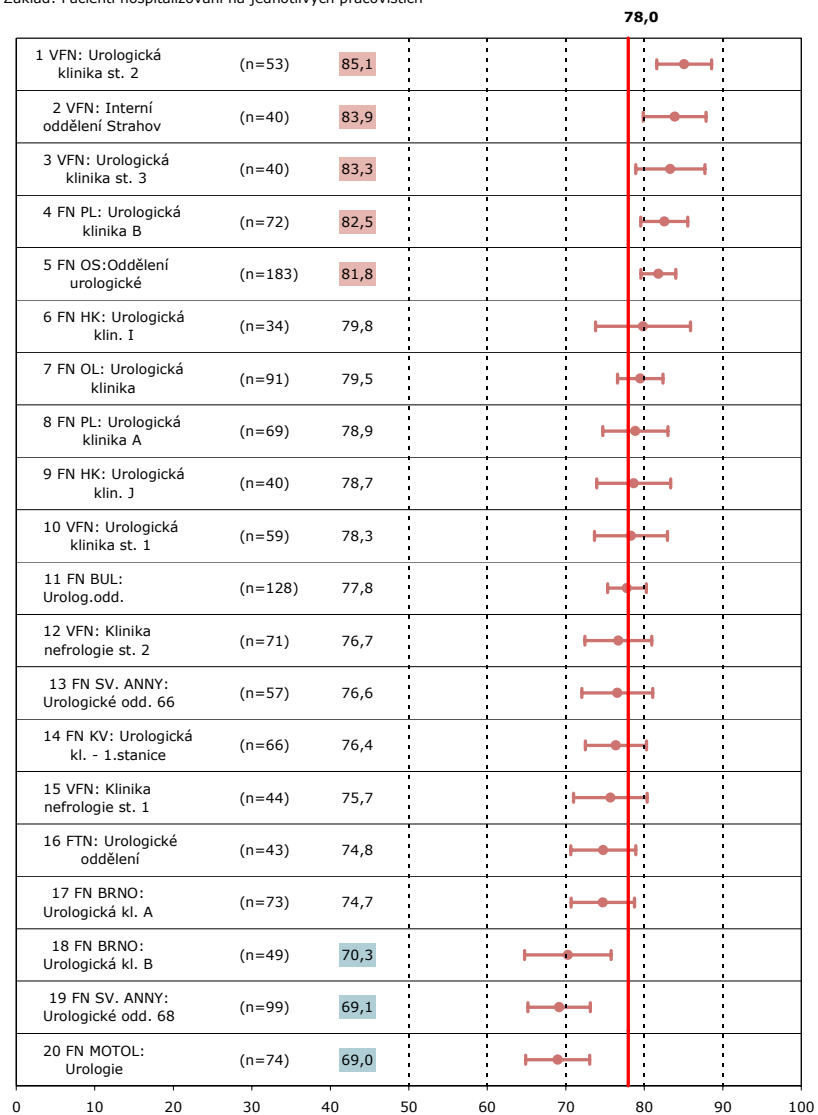 Základ: Pacienti hospitalizovaní na jednotlivých pracovištích
78,0
1 VFN: Urologická
klinika st. 2
(n=53)
85,1
2 VFN: Interní
oddělení Strahov
(n=40)
83,9
3 VFN: Urologická
klinika st. 3
(n=40)
83,3
4 FN PL: Urologická
klinika B
(n=72)
82,5
5 FN OS:Oddělení
urologické
(n=183)
81,8
6 FN HK: Urologická
klin. I
(n=34)
79,8
7 FN OL: Urologická
klinika
(n=91)
79,5
8 FN PL: Urologická
klinika A
(n=69)
78,9
9 FN HK: Urologická
klin. J
(n=40)
78,7
10 VFN: Urologická
klinika st. 1
(n=59)
78,3
11 FN BUL:
Urolog.odd.
(n=128)
77,8
12 VFN: Klinika
nefrologie st. 2
(n=71)
76,7
13 FN SV. ANNY:
Urologické odd. 66
(n=57)
76,6
14 FN KV: Urologická
kl. - 1.stanice
(n=66)
76,4
15 VFN: Klinika
nefrologie st. 1
(n=44)
75,7
16 FTN: Urologické
oddělení
(n=43)
74,8
17 FN BRNO:
Urologická kl. A
(n=73)
74,7
18 FN BRNO:
Urologická kl. B
(n=49)
70,3
19 FN SV. ANNY:
Urologické odd. 68
(n=99)
69,1
20 FN MOTOL:
Urologie
(n=74)
69,0
0 10 20 30 40 50 60 70 80 90 100